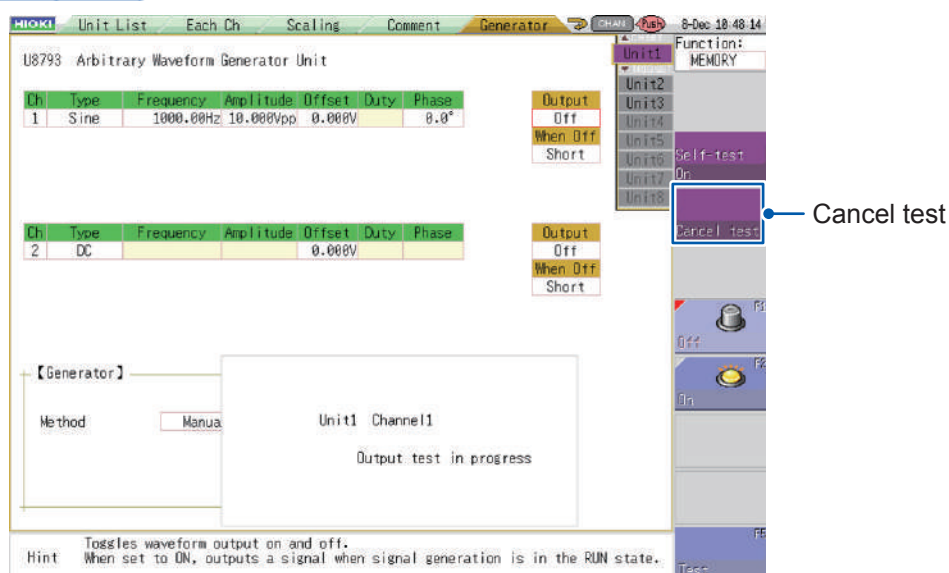 HIOKI Unit List Each Ch Scaling Comment Generator CHAN Push 8-Dec 10:48:14
U8793 Arbitrary Waveform Generator Unit
Unit1
Function:
MEMORY
Unit2
Unit3
Unit4
Unit5
Unit6
Unit7
Unit8
Ch Type Frequency Amplitude Offset Duty Phase
1 Sine 1000.00Hz 10.000Vpp 0.000V 0.0°
Output
Off
When Off
Short
Self-test
On
Cancel test
Cancel test
Ch Type Frequency Amplitude Offset Duty Phase
2 DC 0.000V
Output
Off
When Off
Short
F1
Off
F2
On
【Generator】
Method Manua
Unit1 Channel1
Output test in progress
F5
Test
Hint Toggles waveform output on and off.
When set to ON, outputs a signal when signal generation is in the RUN state.